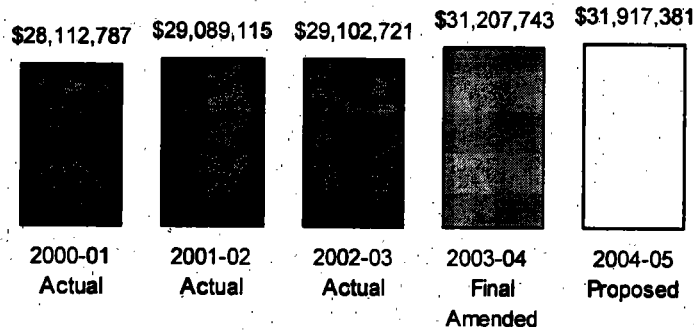 $28,112,787 $29,089,115 $29,102,721 $31,207,743 $31,917,381
2000-01 2001-02 2002-03 2003-04 2004-05
Actual Actual Actual Final Proposed
Amended